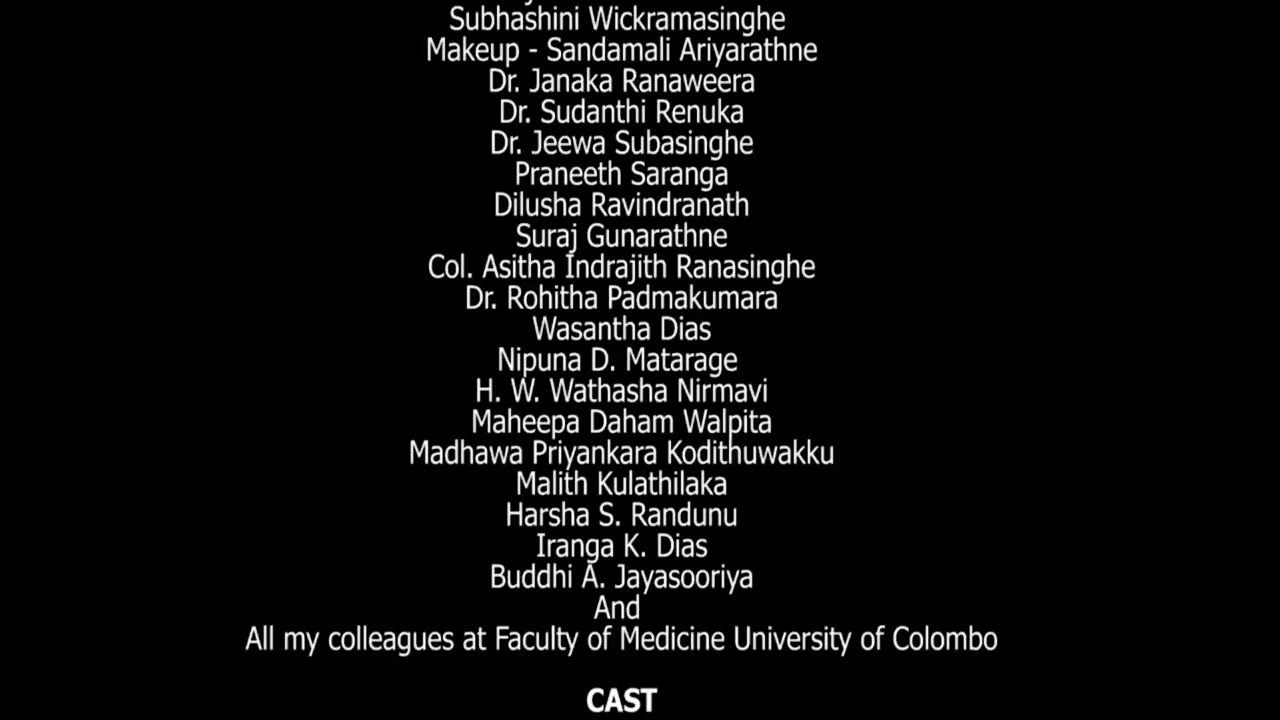 Subhashini Wickramasinghe
Makeup - Sandamali Ariyarathne
Dr. Janaka Ranaweera
Dr. Sudanthi Renuka
Dr. Jeewa Subasinghe
Praneeth Saranga
Dilusha Ravindranath
Suraj Gunarathne
Col. Asitha Indrajith Ranasinghe
Dr. Rohitha Padmakumara
Wasantha Dias
Nipuna D. Matarage
H. W. Wathasha Nirmavi
Maheepa Daham Walpita
Madhawa Priyankara Kodithuwakku
Malith Kulathilaka
Harsha S. Randunu
Iranga K. Dias
Buddhi A. Jayasooriya
And
All my colleagues at Faculty of Medicine University of Colombo
CAST